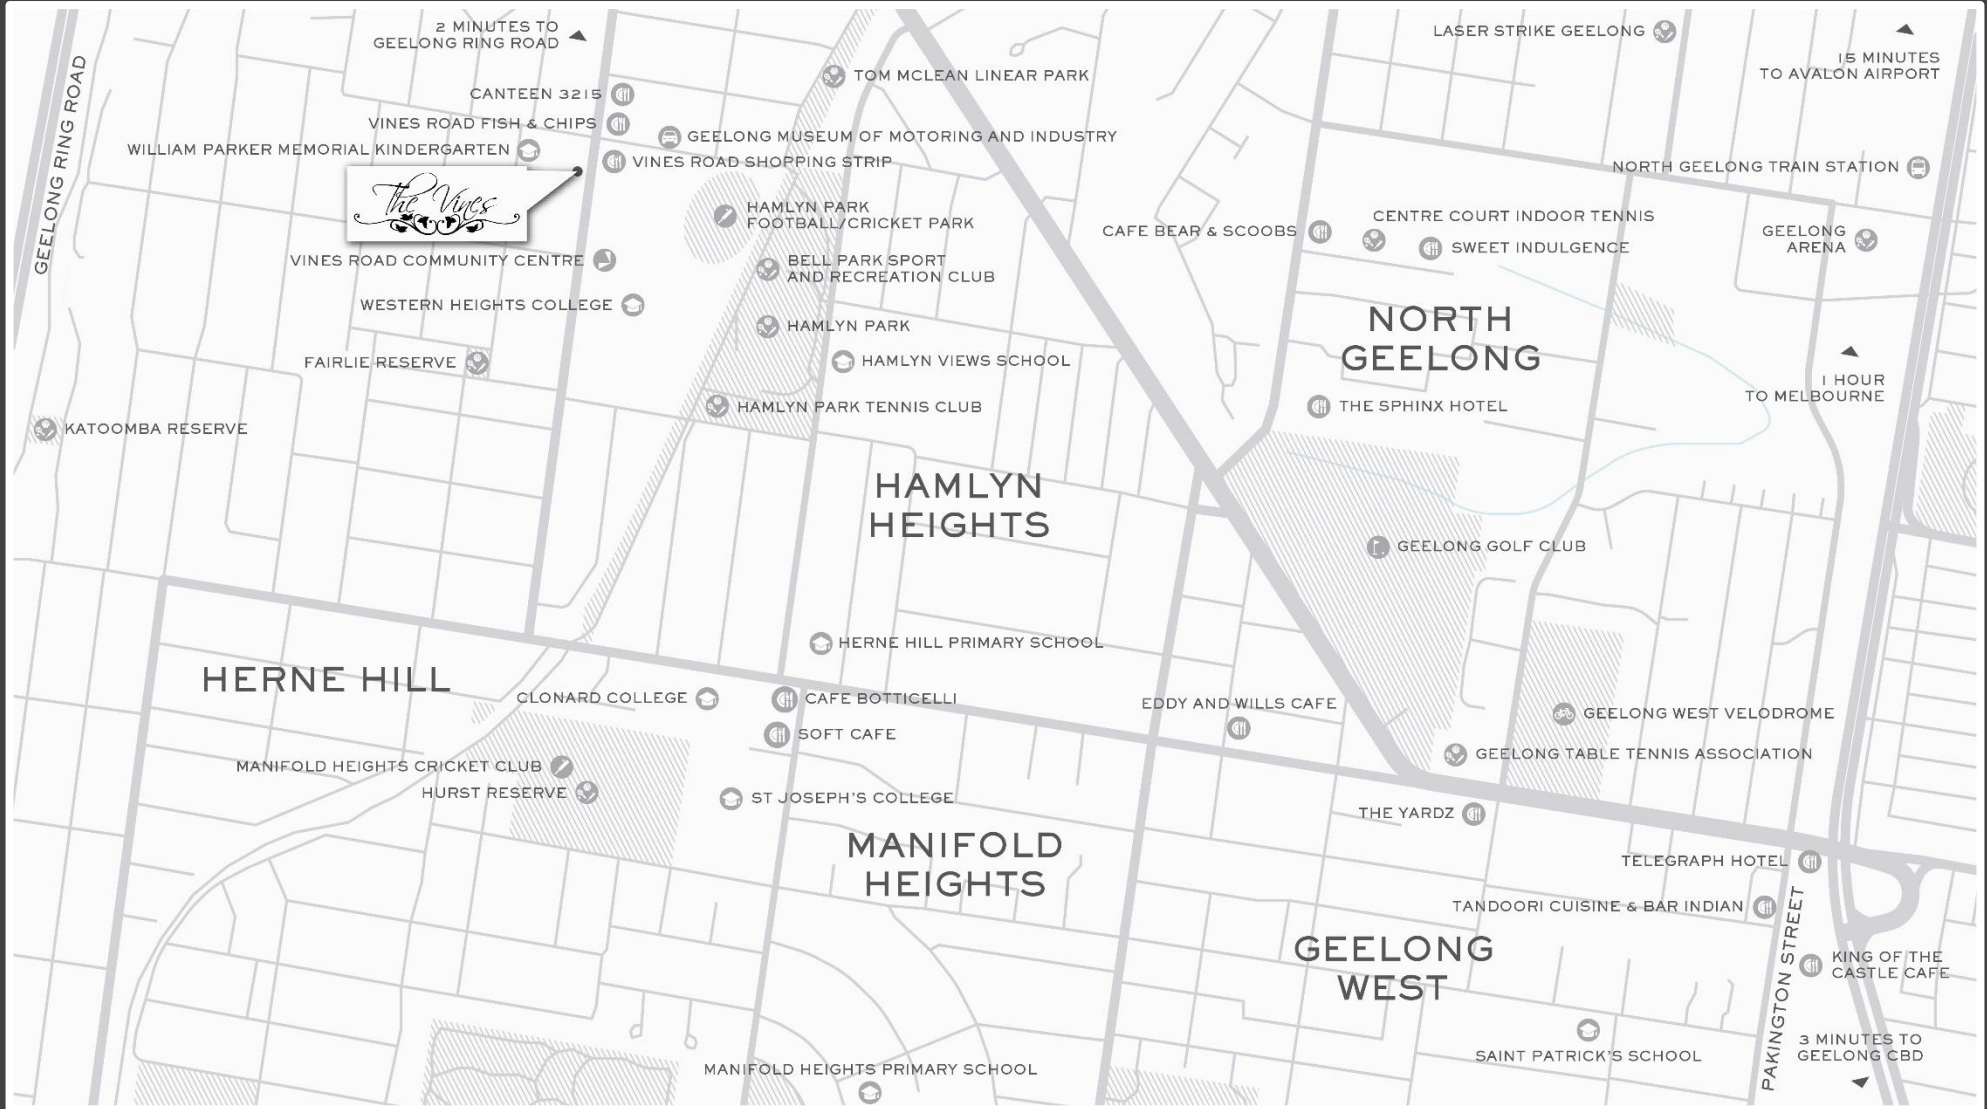 2 MINUTES TO
GEELONG RING ROAD
LASER STRIKE GEELONG
15 MINUTES
TO AVALON AIRPORT
GEELONG RING ROAD
TOM MCLEAN LINEAR PARK
CANTEEN 3215
VINES ROAD FISH & CHIPS
GEELONG MUSEUM OF MOTORING AND INDUSTRY
WILLIAM PARKER MEMORIAL KINDERGARTEN
VINES ROAD SHOPPING STRIP
NORTH GEELONG TRAIN STATION
The Vines
HAMLYN PARK
FOOTBALL/CRICKET PARK
CENTRE COURT INDOOR TENNIS
CAFE BEAR & SCOOBS
SWEET INDULGENCE
GEELONG
ARENA
VINES ROAD COMMUNITY CENTRE
BELL PARK SPORT
AND RECREATION CLUB
WESTERN HEIGHTS COLLEGE
HAMLYN PARK
NORTH
GEELONG
FAIRLIE RESERVE
HAMLYN VIEWS SCHOOL
1 HOUR
TO MELBOURNE
HAMLYN PARK TENNIS CLUB
THE SPHINX HOTEL
KATOOMBA RESERVE
HAMLYN
HEIGHTS
GEELONG GOLF CLUB
HERNE HILL PRIMARY SCHOOL
HERNE HILL
CLONARD COLLEGE
CAFE BOTTICELLI
EDDY AND WILLS CAFE
GEELONG WEST VELODROME
SOFT CAFE
GEELONG TABLE TENNIS ASSOCIATION
MANIFOLD HEIGHTS CRICKET CLUB
HURST RESERVE
ST JOSEPH'S COLLEGE
THE YARDZ
MANIFOLD
HEIGHTS
TELEGRAPH HOTEL
TANDOORI CUISINE & BAR INDIAN
PAKINGTON STREET
GEELONG
WEST
KING OF THE
CASTLE CAFE
SAINT PATRICK'S SCHOOL
3 MINUTES TO
GEELONG CBD
MANIFOLD HEIGHTS PRIMARY SCHOOL